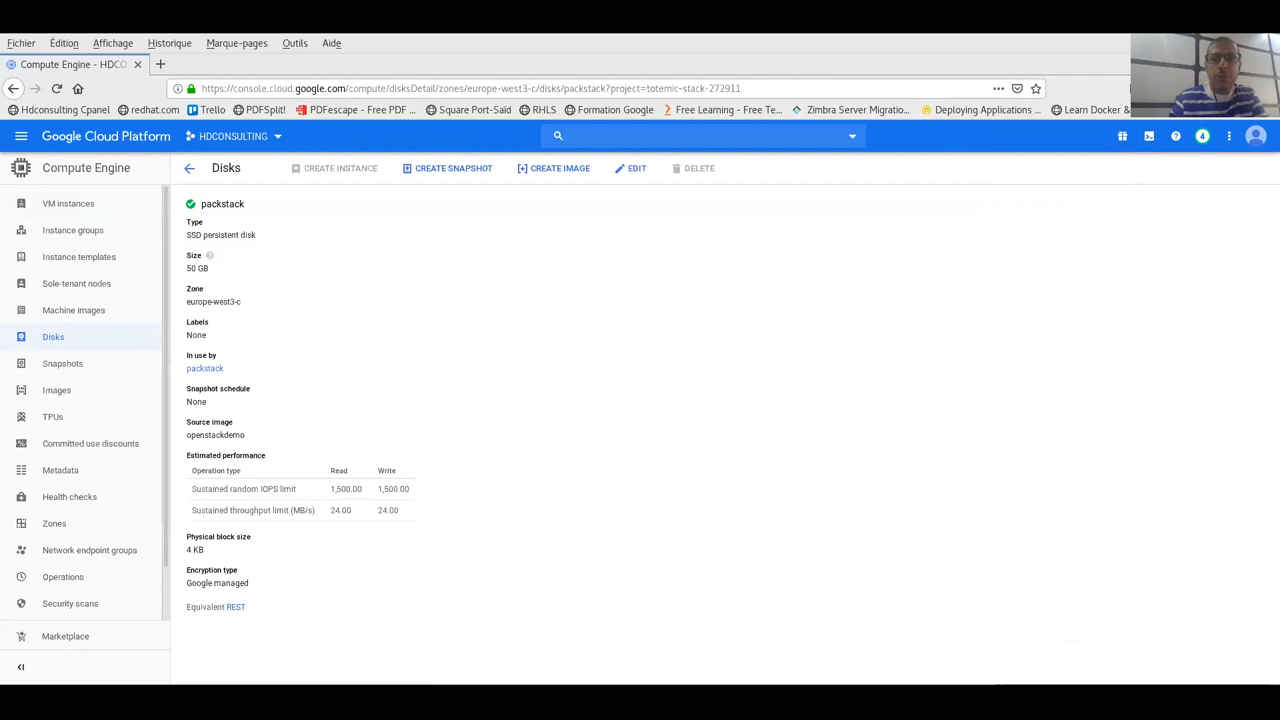 Fichier Édition Affichage Historique Marque-pages Outils Aide
Compute Engine - HDCO
https://console.cloud.google.com/compute/disksDetail/zones/europe-west3-c/disks/packstack?project=totemic-stack-272911
Hdconsulting Cpanel redhat.com Trello PDFSplit! PDFescape - Free PDF ... Square Port-Saïd RHLS Formation Google Free Learning - Free Te... Zimbra Server Migratio... Deploying Applications ... Learn Docker &
Google Cloud Platform HDCONSULTING 4
Compute Engine Disks CREATE INSTANCE CREATE SNAPSHOT CREATE IMAGE EDIT DELETE
VM instances
Instance groups
Instance templates
Sole-tenant nodes
Machine images
Disks
Snapshots
Images
TPUs
Committed use discounts
Metadata
Health checks
Zones
Network endpoint groups
Operations
Security scans
Marketplace
packstack
Type
SSD persistent disk
Size
50 GB
Zone
europe-west3-c
Labels
None
In use by
packstack
Snapshot schedule
None
Source image
openstackdemo
Estimated performance
Operation type Read Write
Sustained random IOPS limit 1,500.00 1,500.00
Sustained throughput limit (MB/s) 24.00 24.00
Physical block size
4 KB
Encryption type
Google managed
Equivalent REST